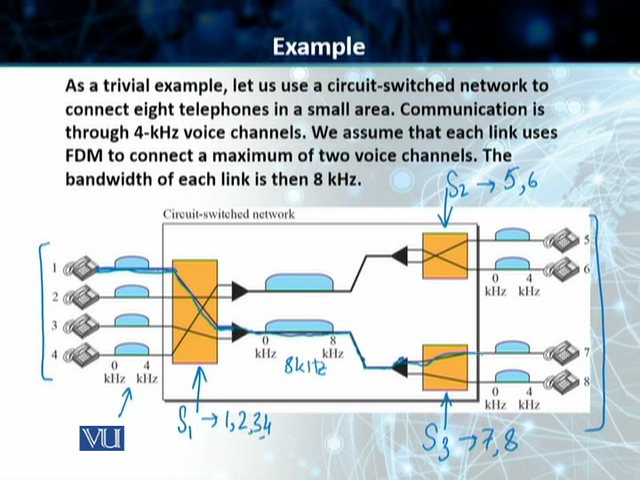 Example
As a trivial example, let us use a circuit-switched network to
connect eight telephones in a small area. Communication is
through 4-kHz voice channels. We assume that each link uses
FDM to connect a maximum of two voice channels. The
bandwidth of each link is then 8 kHz.
S2 → 5,6
Circuit-switched network
1
2
3
4
0 4
kHz kHz
0 8
kHz kHz
8kHz
5
6
0 4
kHz kHz
7
8
0 4
kHz kHz
S1 → 1,2,3,4
S3 → 7,8
VU